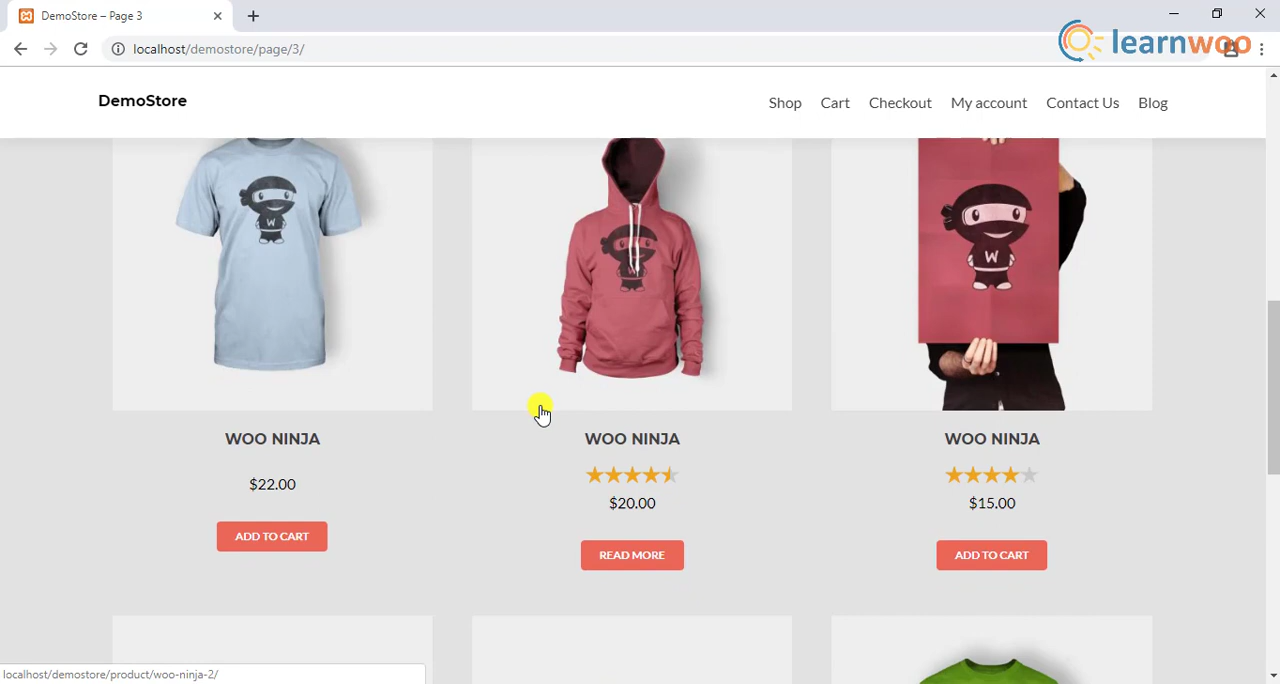 DemoStore – Page 3
localhost/demostore/page/3/
learnwoo
DemoStore
Shop Cart Checkout My account Contact Us Blog
W
W
W
WOO NINJA WOO NINJA WOO NINJA
$22.00 $20.00 $15.00
ADD TO CART READ MORE ADD TO CART
localhost/demostore/product/woo-ninja-2/